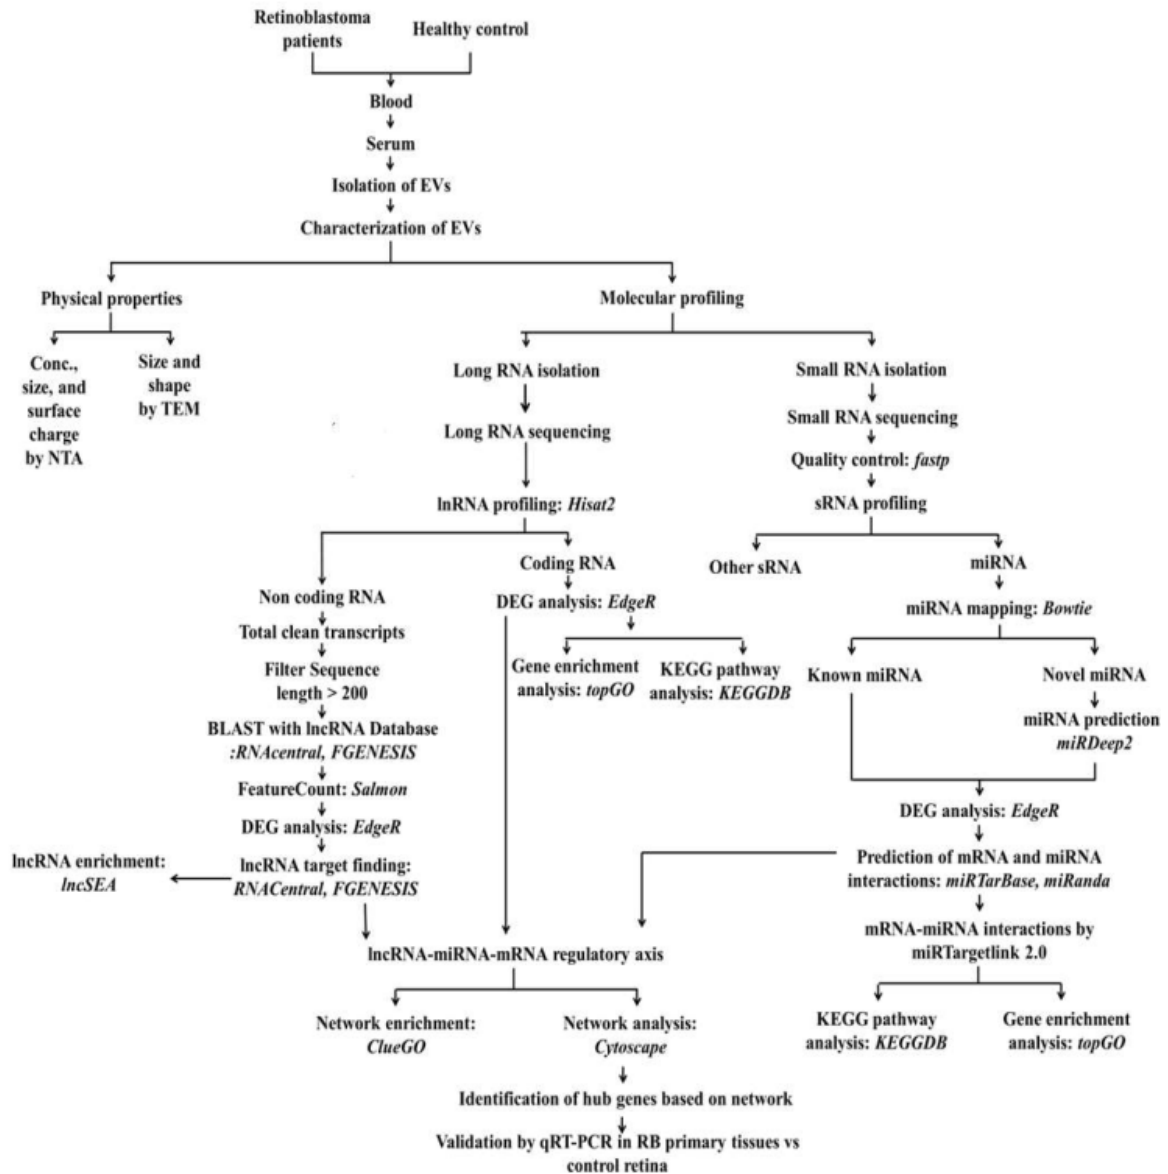 Retinoblastoma
patients
Healthy control
Blood
Serum
Isolation of EVs
Characterization of EVs
Physical properties
Molecular profiling
Conc.,
size, and
surface
charge
by NTA
Size and
shape
by TEM
Long RNA isolation
Small RNA isolation
Long RNA sequencing
Small RNA sequencing
Quality control: fastp
lnRNA profiling: Hisat2
sRNA profiling
Non coding RNA
Coding RNA
Other sRNA
miRNA
Total clean transcripts
DEG analysis: EdgeR
miRNA mapping: Bowtie
Filter Sequence
length > 200
Gene enrichment
analysis: topGO
KEGG pathway
analysis: KEGGDB
Known miRNA
Novel miRNA
BLAST with lncRNA Database
:RNAcentral, FGENESIS
miRNA prediction
miRDeep2
FeatureCount: Salmon
DEG analysis: EdgeR
DEG analysis: EdgeR
lncRNA enrichment:
lncSEA
lncRNA target finding:
RNACentral, FGENESIS
Prediction of mRNA and miRNA
interactions: miRTarBase, miRanda
mRNA-miRNA interactions by
miRTargetlink 2.0
lncRNA-miRNA-mRNA regulatory axis
Network enrichment:
ClueGO
Network analysis:
Cytoscape
KEGG pathway
analysis: KEGGDB
Gene enrichment
analysis: topGO
Identification of hub genes based on network
Validation by qRT-PCR in RB primary tissues vs
control retina